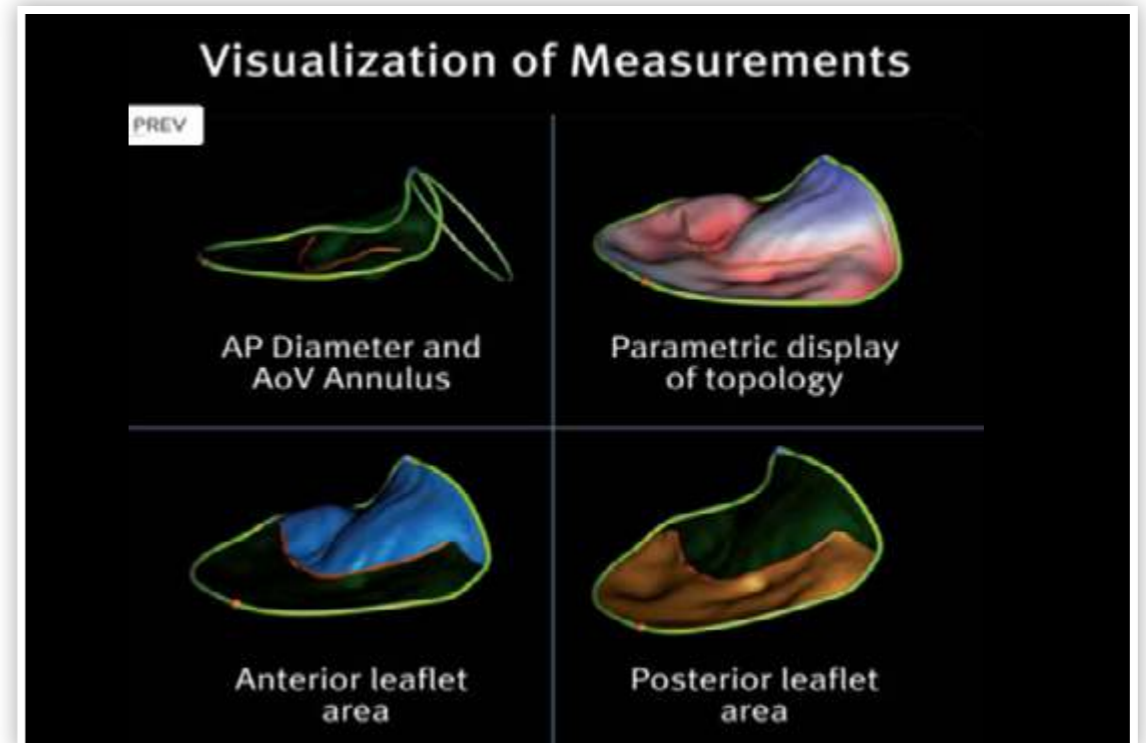 Visualization of Measurements
PREV
AP Diameter and
AoV Annulus
Parametric display
of topology
Anterior leaflet
area
Posterior leaflet
area